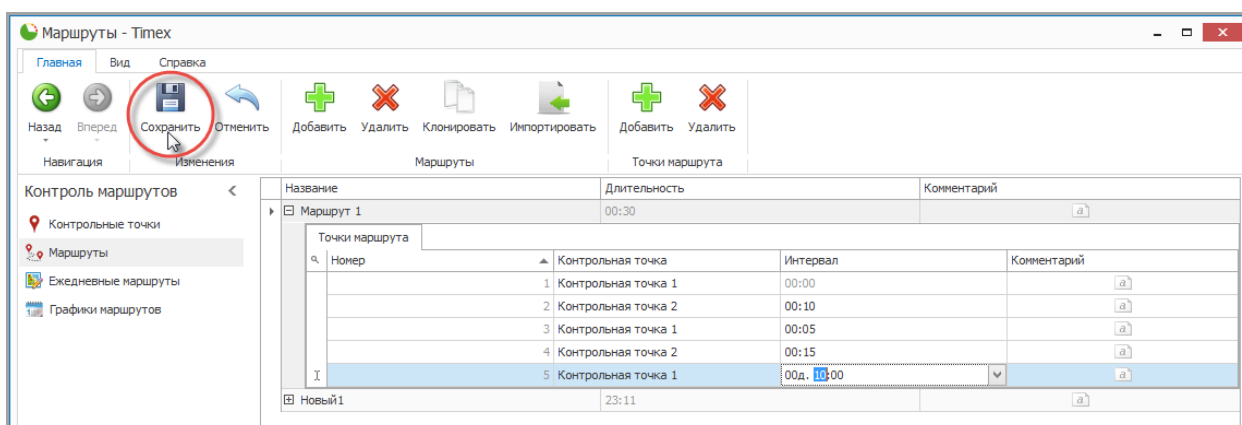 Маршруты - Timex
Главная Вид Справка
Назад Вперед Сохранить Отменить Добавить Удалить Клонировать Импортировать Добавить Удалить
Навигация Изменения Маршруты Точки маршрута
Контроль маршрутов
Контрольные точки
Маршруты
Ежедневные маршруты
Графики маршрутов
Название Длительность Комментарий
Маршрут 1 00:30 a
Точки маршрута
Номер Контрольная точка Интервал Комментарий
1 Контрольная точка 1 00:00 a
2 Контрольная точка 2 00:10 a
3 Контрольная точка 1 00:05 a
4 Контрольная точка 2 00:15 a
5 Контрольная точка 1 00д. 10:00 a
Новый1 23:11 a